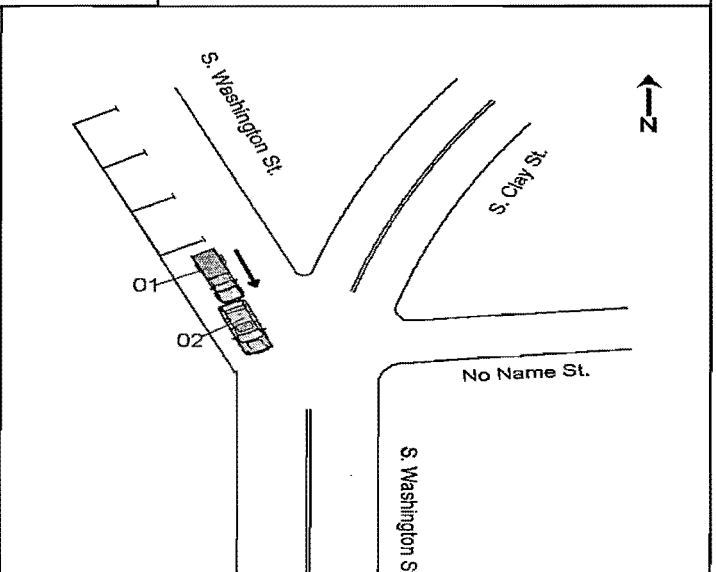 S. Washington St.
N
S. Clay St.
01
02
No Name St.
S. Washington S